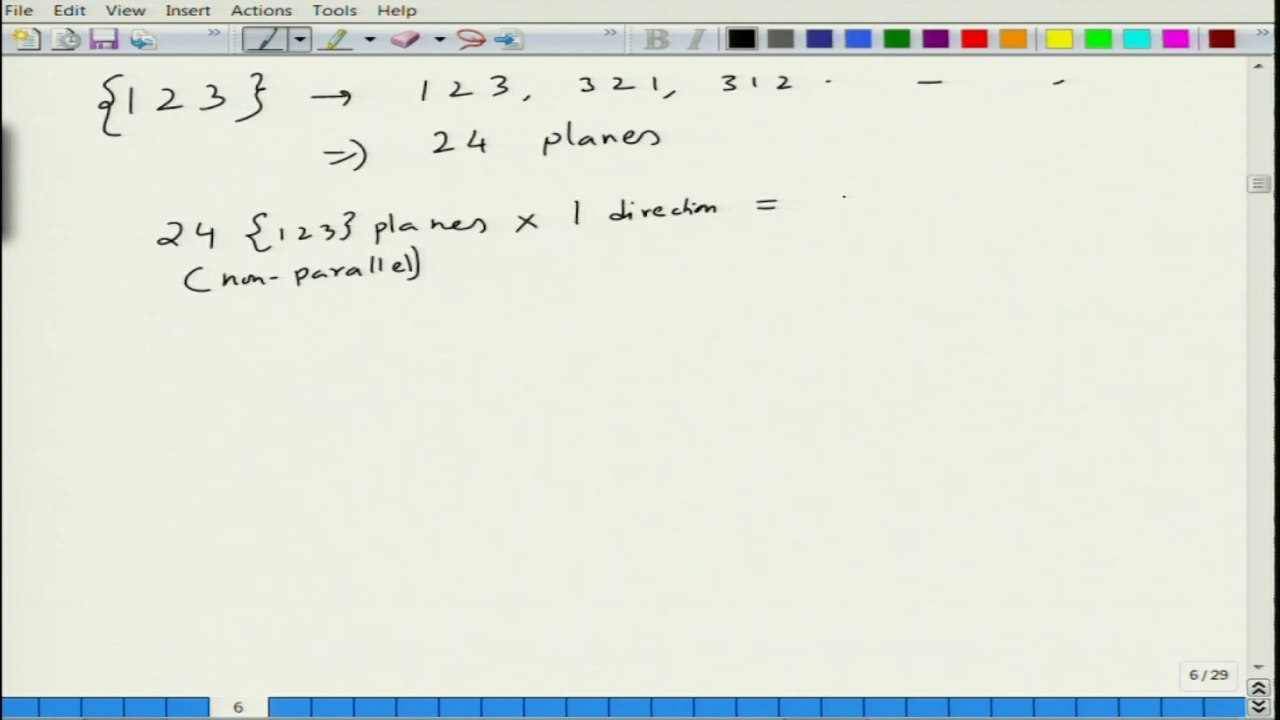 File Edit View Insert Actions Tools Help
» » B I »
{1 2 3} → 1 2 3, 3 2 1, 3 1 2 · — -
=> 24 planes
24 {1 2 3} planes × 1 direction =
(non-parallel)
6 / 29
6